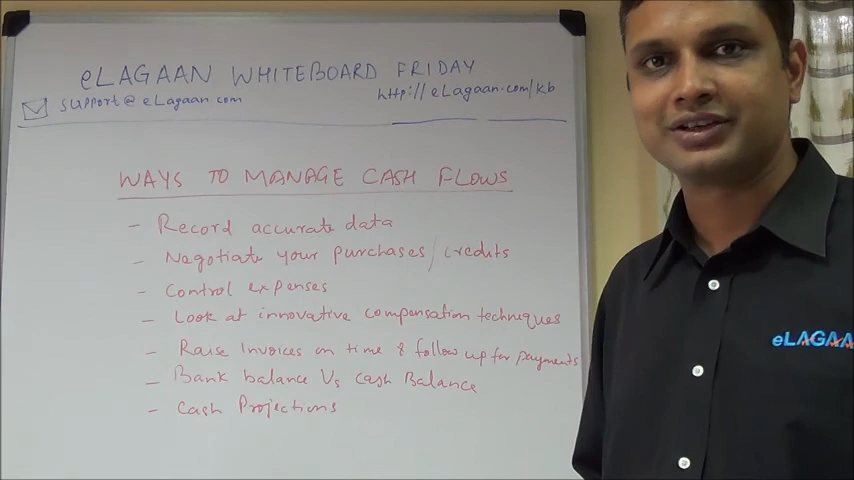 eLAGAAN WHITEBOARD FRIDAY
support@elagaan.com
http://eLagaan.com/kb
WAYS TO MANAGE CASH FLOWS
- Record accurate data
- Negotiate your purchases/credits
- Control expenses
- Look at innovative compensation techniques
- Raise Invoices on time & follow up for payments
- Bank balance Vs Cash Balance
- Cash Projections
eLAGAAN